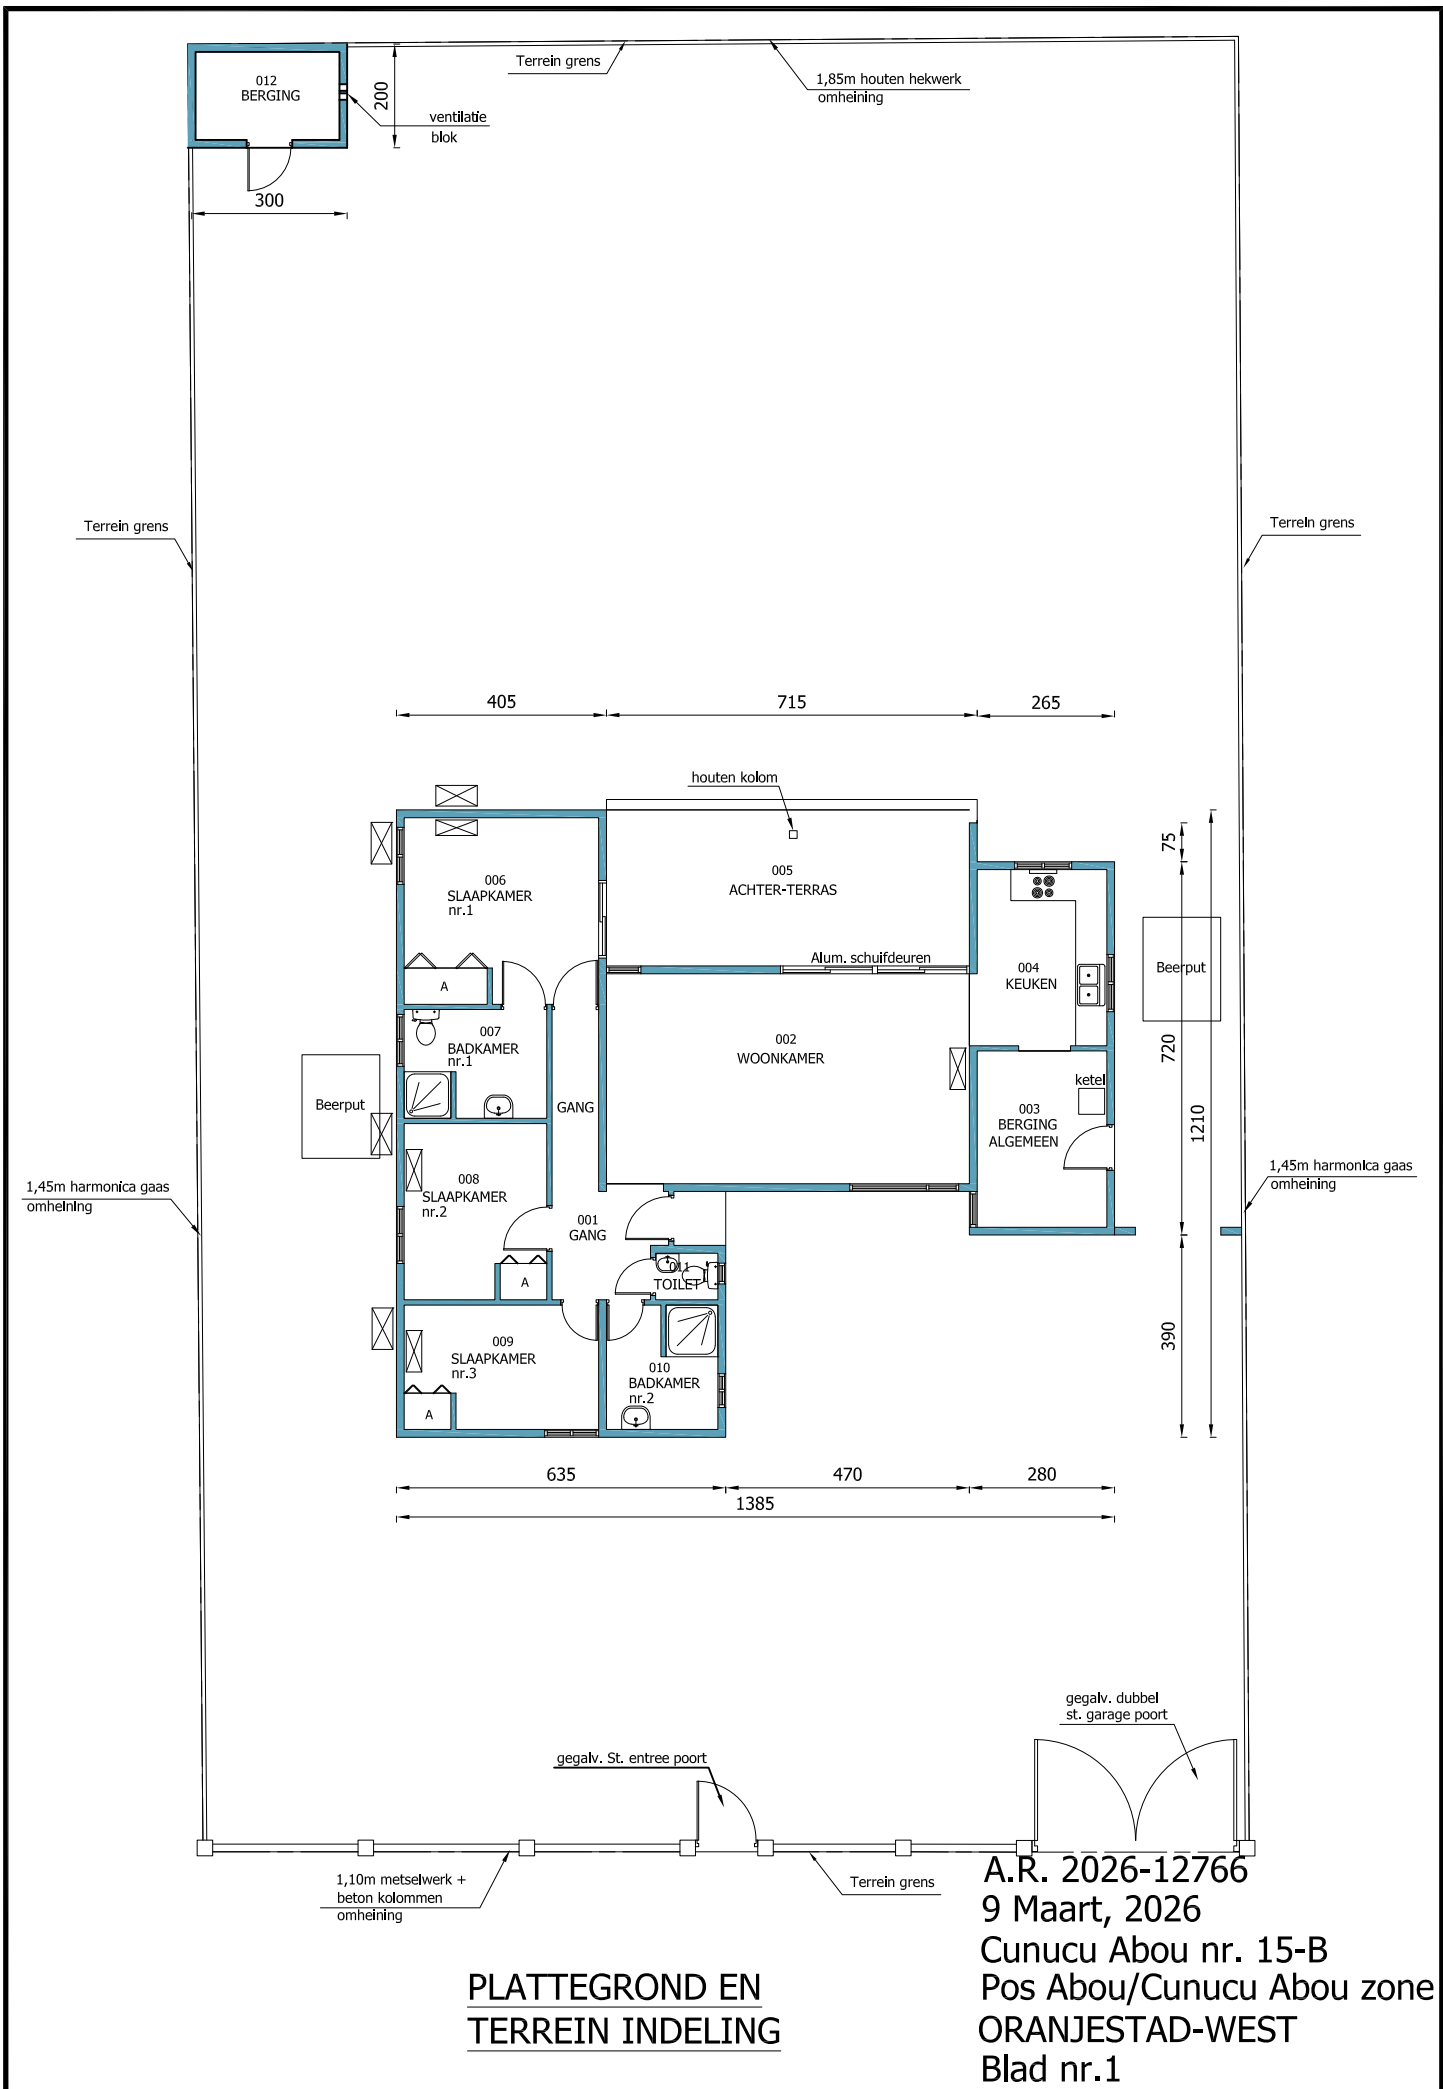 Terrein grens
1,85m houten hekwerk
omheining
012
BERGING
200
ventilatie
blok
300
Terrein grens
Terrein grens
405
715
265
houten kolom
75
005
ACHTER-TERRAS
006
SLAAPKAMER
nr.1
Alum. schuifdeuren
004
KEUKEN
Beerput
A
007
BADKAMER
nr.1
002
WOONKAMER
720
ketel
Beerput
GANG
003
BERGING
ALGEMEEN
1210
1,45m harmonica gaas
omheining
1,45m harmonica gaas
omheining
008
SLAAPKAMER
nr.2
001
GANG
011
TOILET
A
009
SLAAPKAMER
nr.3
390
010
BADKAMER
nr.2
A
635
470
280
1385
gegalv. dubbel
st. garage poort
gegalv. St. entree poort
1,10m metselwerk +
beton kolommen
omheining
Terrein grens
A.R. 2026-12766
9 Maart, 2026
Cunucu Abou nr. 15-B
Pos Abou/Cunucu Abou zone
ORANJESTAD-WEST
Blad nr.1
PLATTEGROND EN
TERREIN INDELING